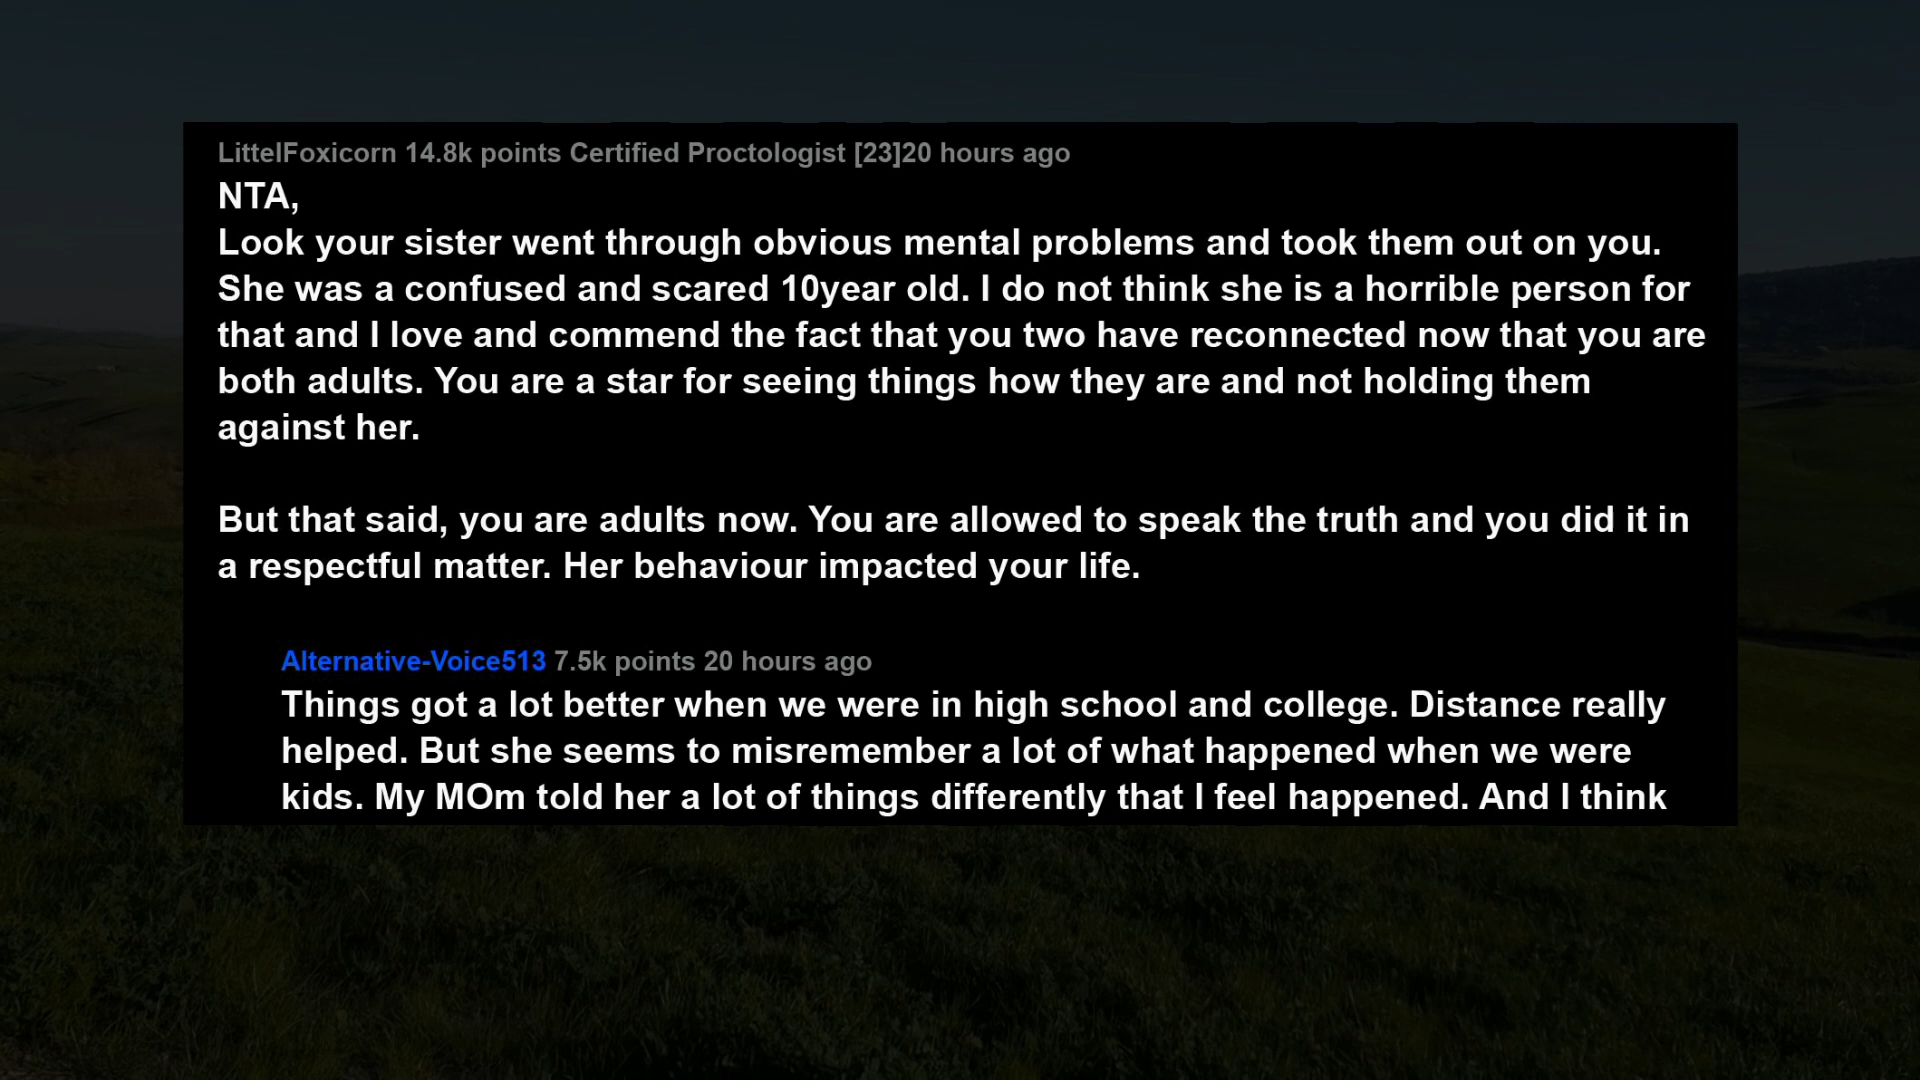 LittelFoxicorn 14.8k points Certified Proctologist [23]20 hours ago
NTA,
Look your sister went through obvious mental problems and took them out on you.
She was a confused and scared 10year old. I do not think she is a horrible person for
that and I love and commend the fact that you two have reconnected now that you are
both adults. You are a star for seeing things how they are and not holding them
against her.
But that said, you are adults now. You are allowed to speak the truth and you did it in
a respectful matter. Her behaviour impacted your life.
Alternative-Voice513 7.5k points 20 hours ago
Things got a lot better when we were in high school and college. Distance really
helped. But she seems to misremember a lot of what happened when we were
kids. My MOm told her a lot of things differently that I feel happened. And I think